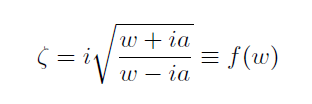 ζ = i√((w + ia)/(w − ia)) ≡ f(w)